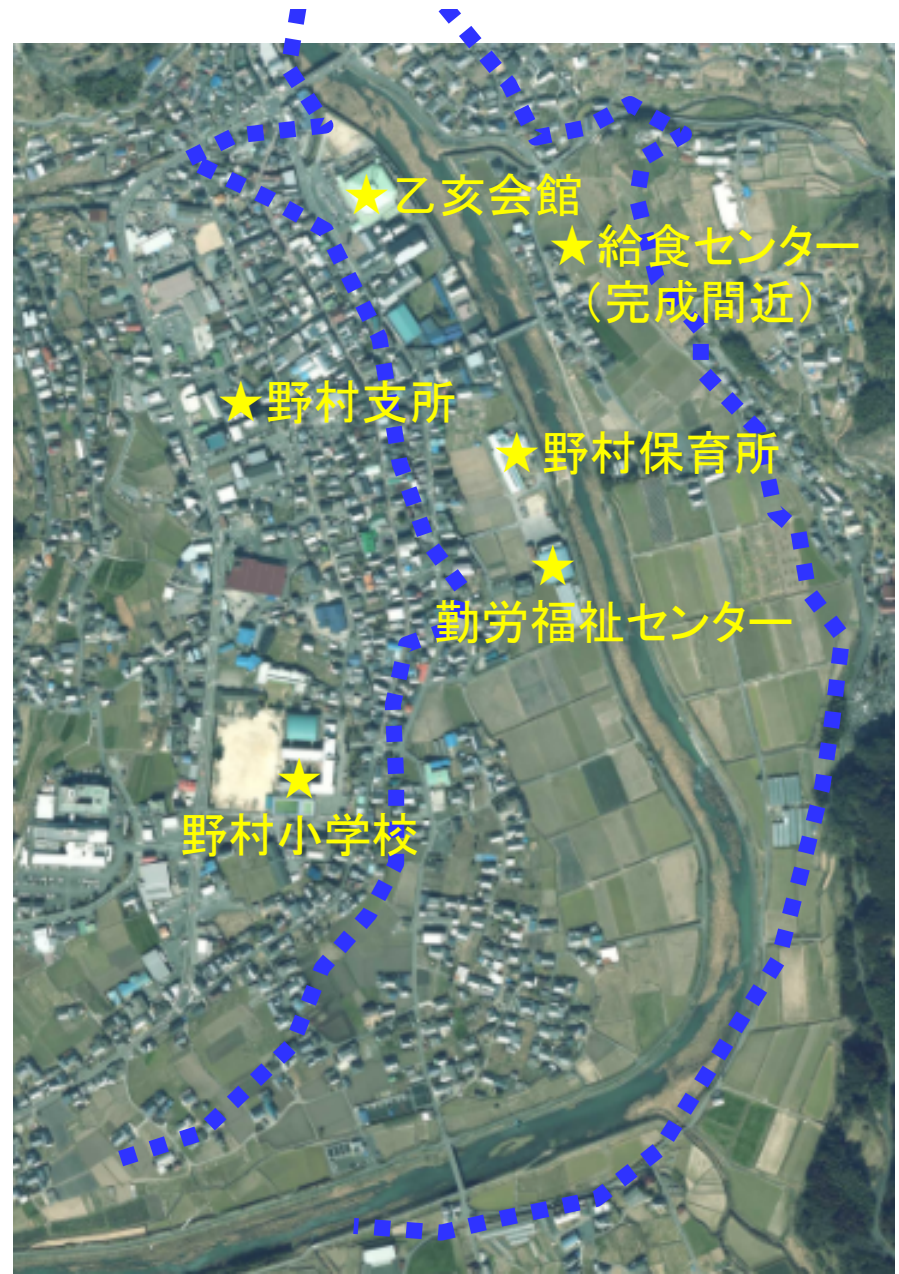 ★乙亥会館
★給食センター
（完成間近）
★野村支所
★野村保育所
★
勤労福祉センター
★
野村小学校